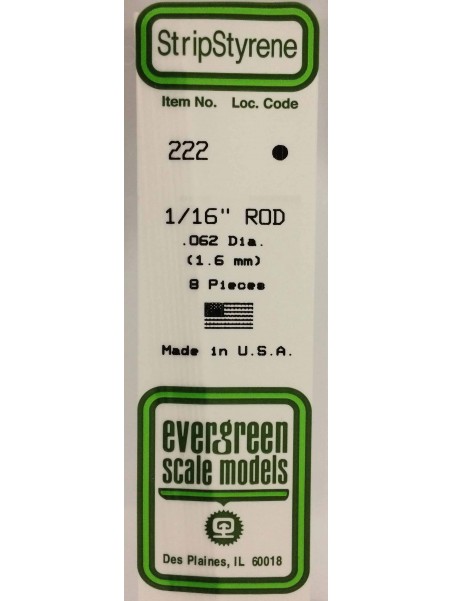 StripStyrene
Item No. Loc. Code
222 ●
1/16" ROD
.062 Dia.
(1.6 mm)
8 Pieces
Made in U.S.A.
evergreen
scale models
Des Plaines, IL 60018